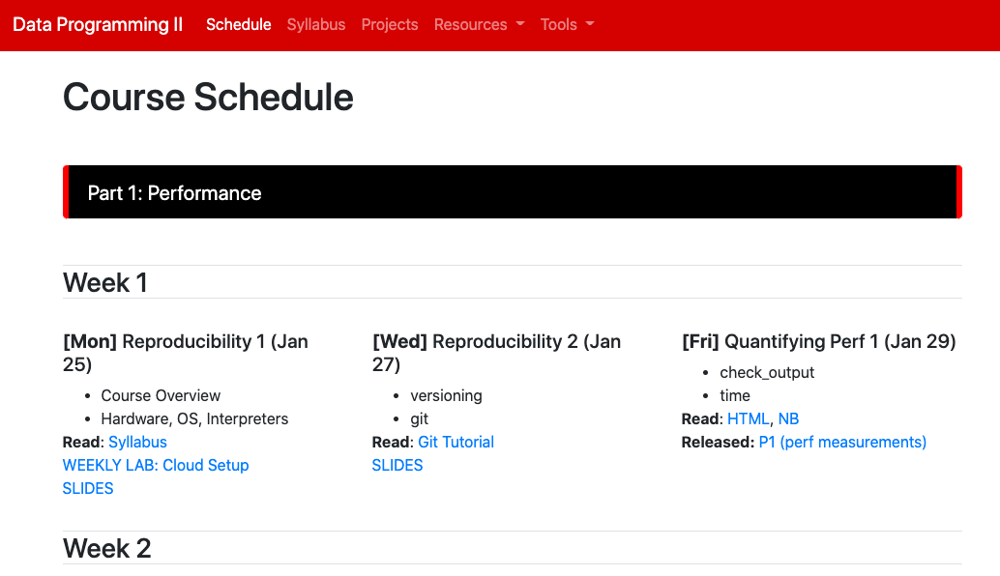 Data Programming II Schedule Syllabus Projects Resources Tools
Course Schedule
Part 1: Performance
Week 1
[Mon] Reproducibility 1 (Jan
25)
• Course Overview
• Hardware, OS, Interpreters
Read: Syllabus
WEEKLY LAB: Cloud Setup
SLIDES
[Wed] Reproducibility 2 (Jan
27)
• versioning
• git
Read: Git Tutorial
SLIDES
[Fri] Quantifying Perf 1 (Jan 29)
• check_output
• time
Read: HTML, NB
Released: P1 (perf measurements)
Week 2